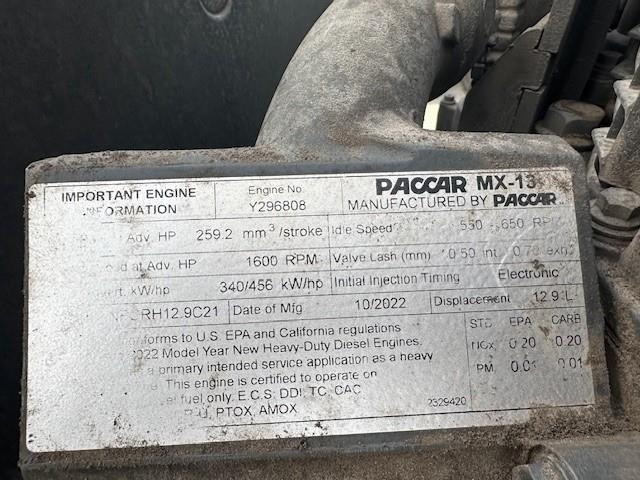 IMPORTANT ENGINE
INFORMATION
Engine No.
Y296808
PACCAR MX-13
MANUFACTURED BY PACCAR
Adv. HP 259.2 mm³/stroke Idle Speed 550 - 650 RPM
at Adv. HP 1600 RPM Valve Lash (mm) 0.50 int. 0.70 exh
kW/hp 340/456 kW/hp Initial Injection Timing Electronic
RH12.9C21 Date of Mfg 10/2022 Displacement 12.9 L
to U.S. EPA and California regulations
2022 Model Year New Heavy-Duty Diesel Engines.
a primary intended service application as a heavy
This engine is certified to operate on
fuel only. E.C.S: DDI, TC, CAC
PTOX, AMOX
STD EPA CARB
NOX 0.20 0.20
PM 0.01 0.01
2329420